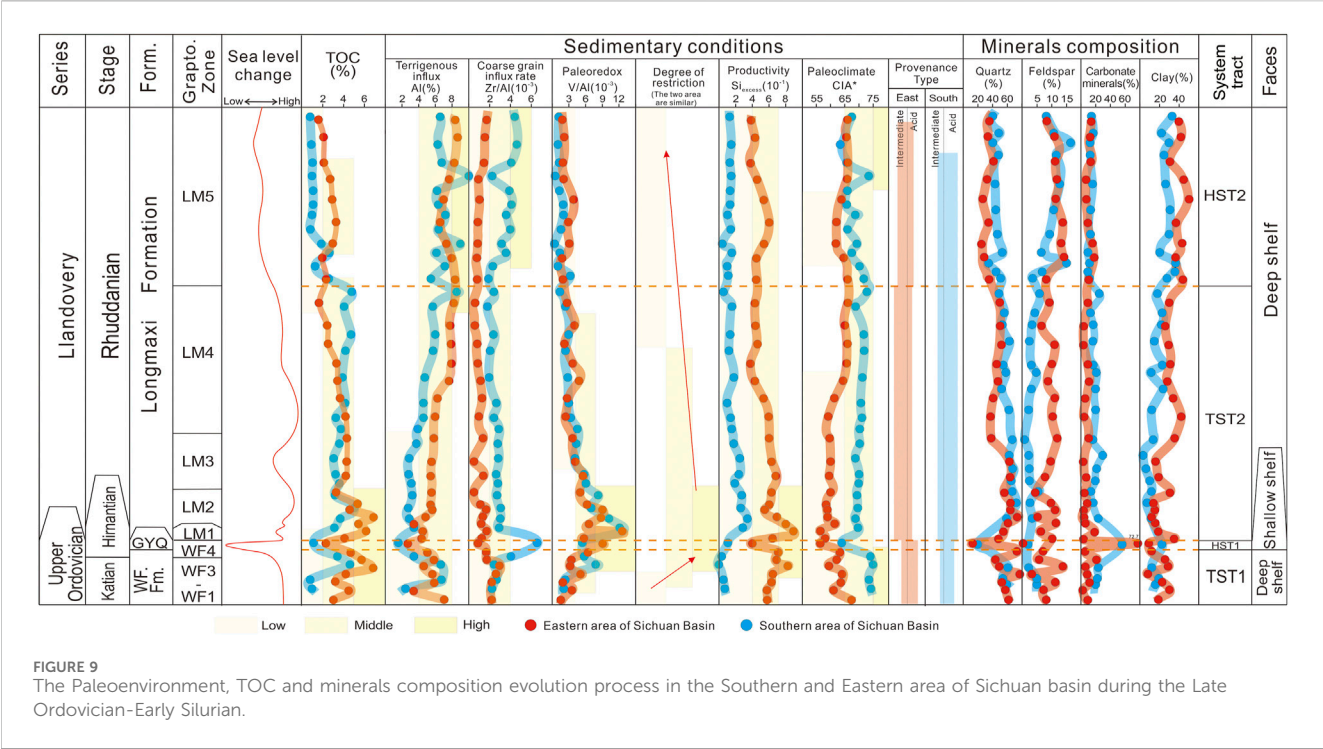 Series
Stage
Form.
Grapto. Zone
Sea level change
Low High
TOC (%)
2 4 6
Sedimentary conditions
Terrigenous influx Al(%)
2 4 6 8
Coarse grain influx rate Zr/Al(10⁻³)
2 4 6
Paleoredox V/Al(10⁻³)
3 6 9 12
Degree of restriction
(The two area are similar)
Productivity
Siexcess(10⁻¹)
2 4 6 8
Paleoclimate CIA*
55 65 75
Provenance Type
East South
Intermediate Acid
Intermediate Acid
Minerals composition
Quartz (%)
20 40 60
Feldspar (%)
5 10 15
Carbonate minerals(%)
20 40 60
Clay(%)
20 40
System tract
Faces
Llandovery
Upper Ordovician
Rhuddanian
Hirnantian
Katian
Longmaxi Formation
GYQ
WF. Fm.
LM5
LM4
LM3
LM2
LM1
WF4
WF3
-
WF1
HST2
TST2
HST1
TST1
Deep shelf
Shallow shelf
Deep shelf
Low
Middle
High
Eastern area of Sichuan Basin
Southern area of Sichuan Basin
FIGURE 9
The Paleoenvironment, TOC and minerals composition evolution process in the Southern and Eastern area of Sichuan basin during the Late
Ordovician-Early Silurian.